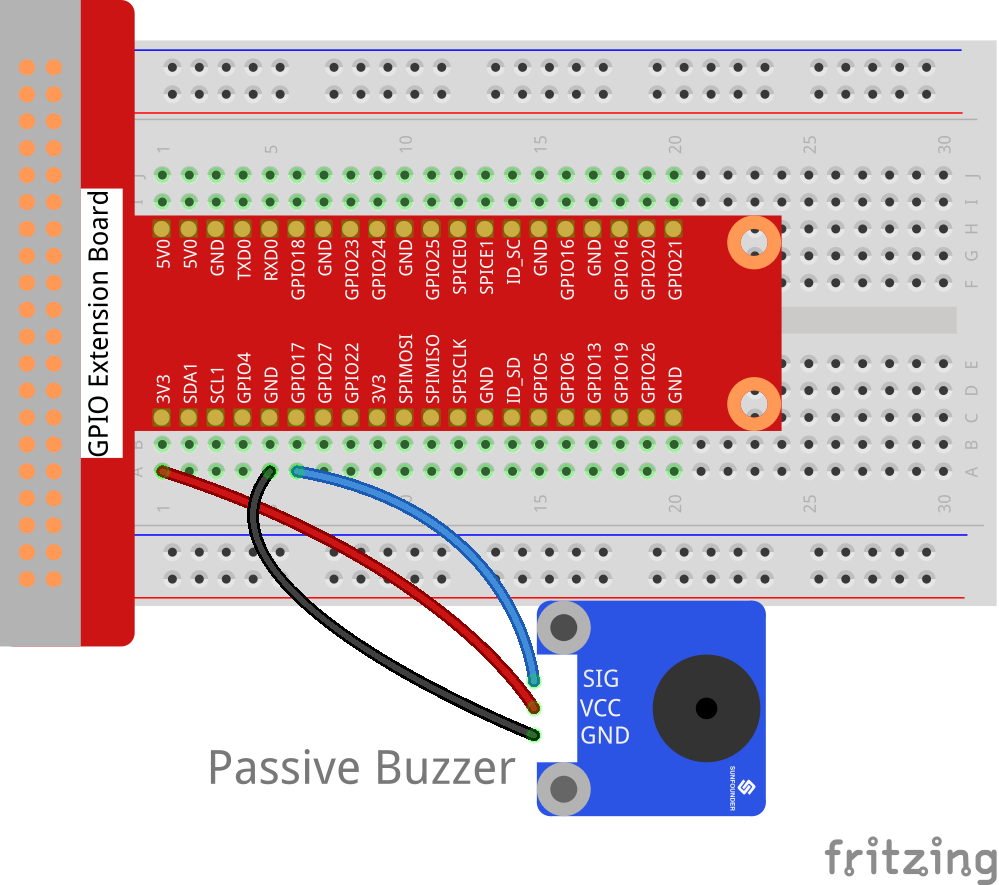 1 5 10 15 20 25 30
J J
I I
H
G
F
5V0 5V0 GND TXD0 RXD0 GPIO18 GND GPIO23 GPIO24 GND GPIO25 SPICE0 SPICE1 ID_SC GND GPIO16 GND GPIO16 GPIO20 GPIO21
GPIO Extension Board
3V3 SDA1 SCL1 GPIO4 GND GPIO17 GPIO27 GPIO22 3V3 SPIMOSI SPIMISO SPISCLK GND ID_SD GPIO5 GPIO6 GPIO13 GPIO19 GPIO26 GND
E
D
C
B B
A A
1 15 20 25 30
SIG
VCC
GND
Passive Buzzer
SUNFOUNDER
fritzing